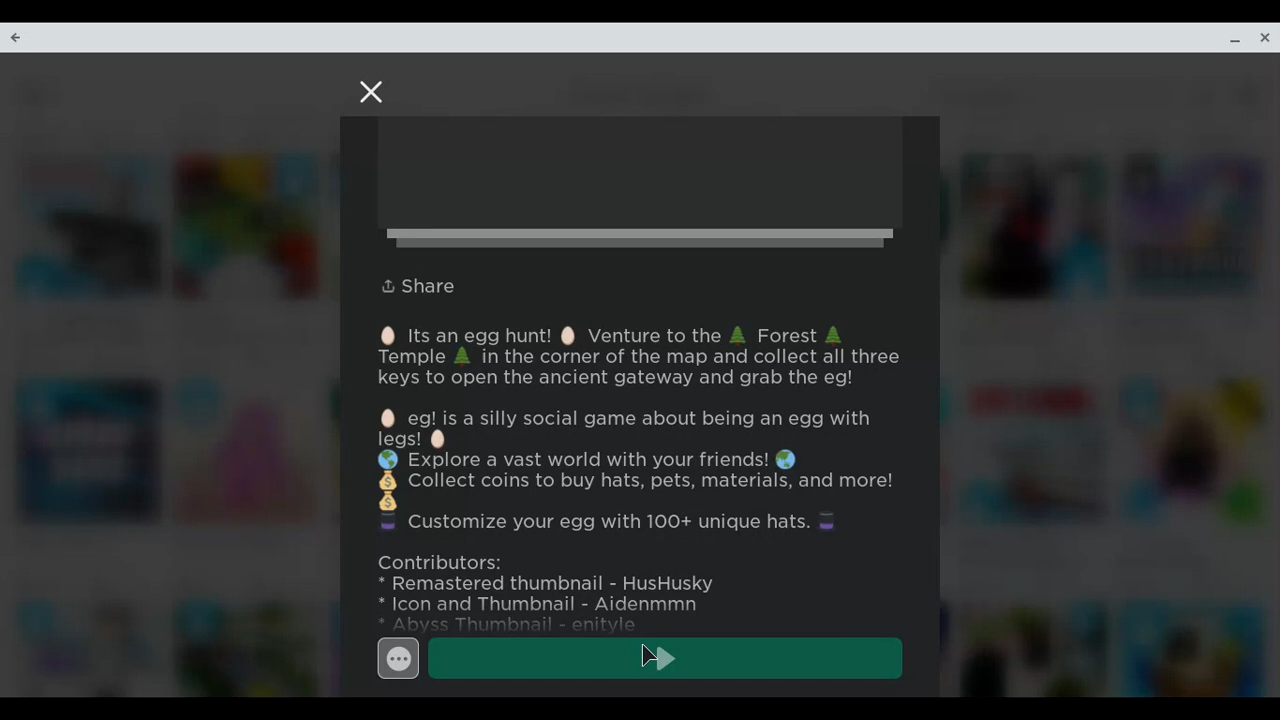 Share
🥚 Its an egg hunt! 🥚 Venture to the 🌲 Forest 🌲
Temple 🌲 in the corner of the map and collect all three
keys to open the ancient gateway and grab the eg!
🥚 eg! is a silly social game about being an egg with
legs! 🥚
🌎 Explore a vast world with your friends! 🌎
💰 Collect coins to buy hats, pets, materials, and more!
💰
🎩 Customize your egg with 100+ unique hats. 🎩
Contributors:
* Remastered thumbnail - HusHusky
* Icon and Thumbnail - Aidenmmn
* Abyss Thumbnail - enityle